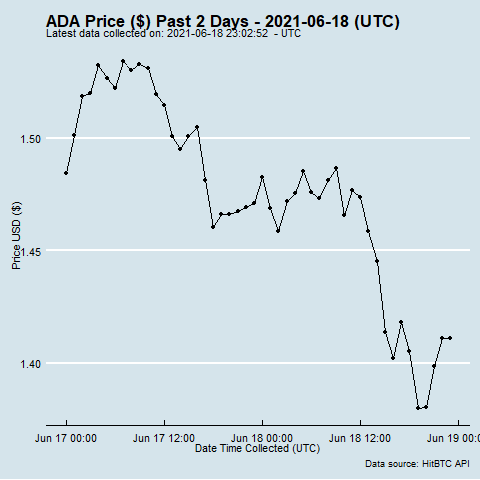 ADA Price ($) Past 2 Days - 2021-06-18 (UTC)
Latest data collected on: 2021-06-18 23:02:52 - UTC
Price USD ($)
1.50
1.45
1.40
Jun 17 00:00
Jun 17 12:00
Jun 18 00:00
Jun 18 12:00
Jun 19 00:00
Date Time Collected (UTC)
Data source: HitBTC API